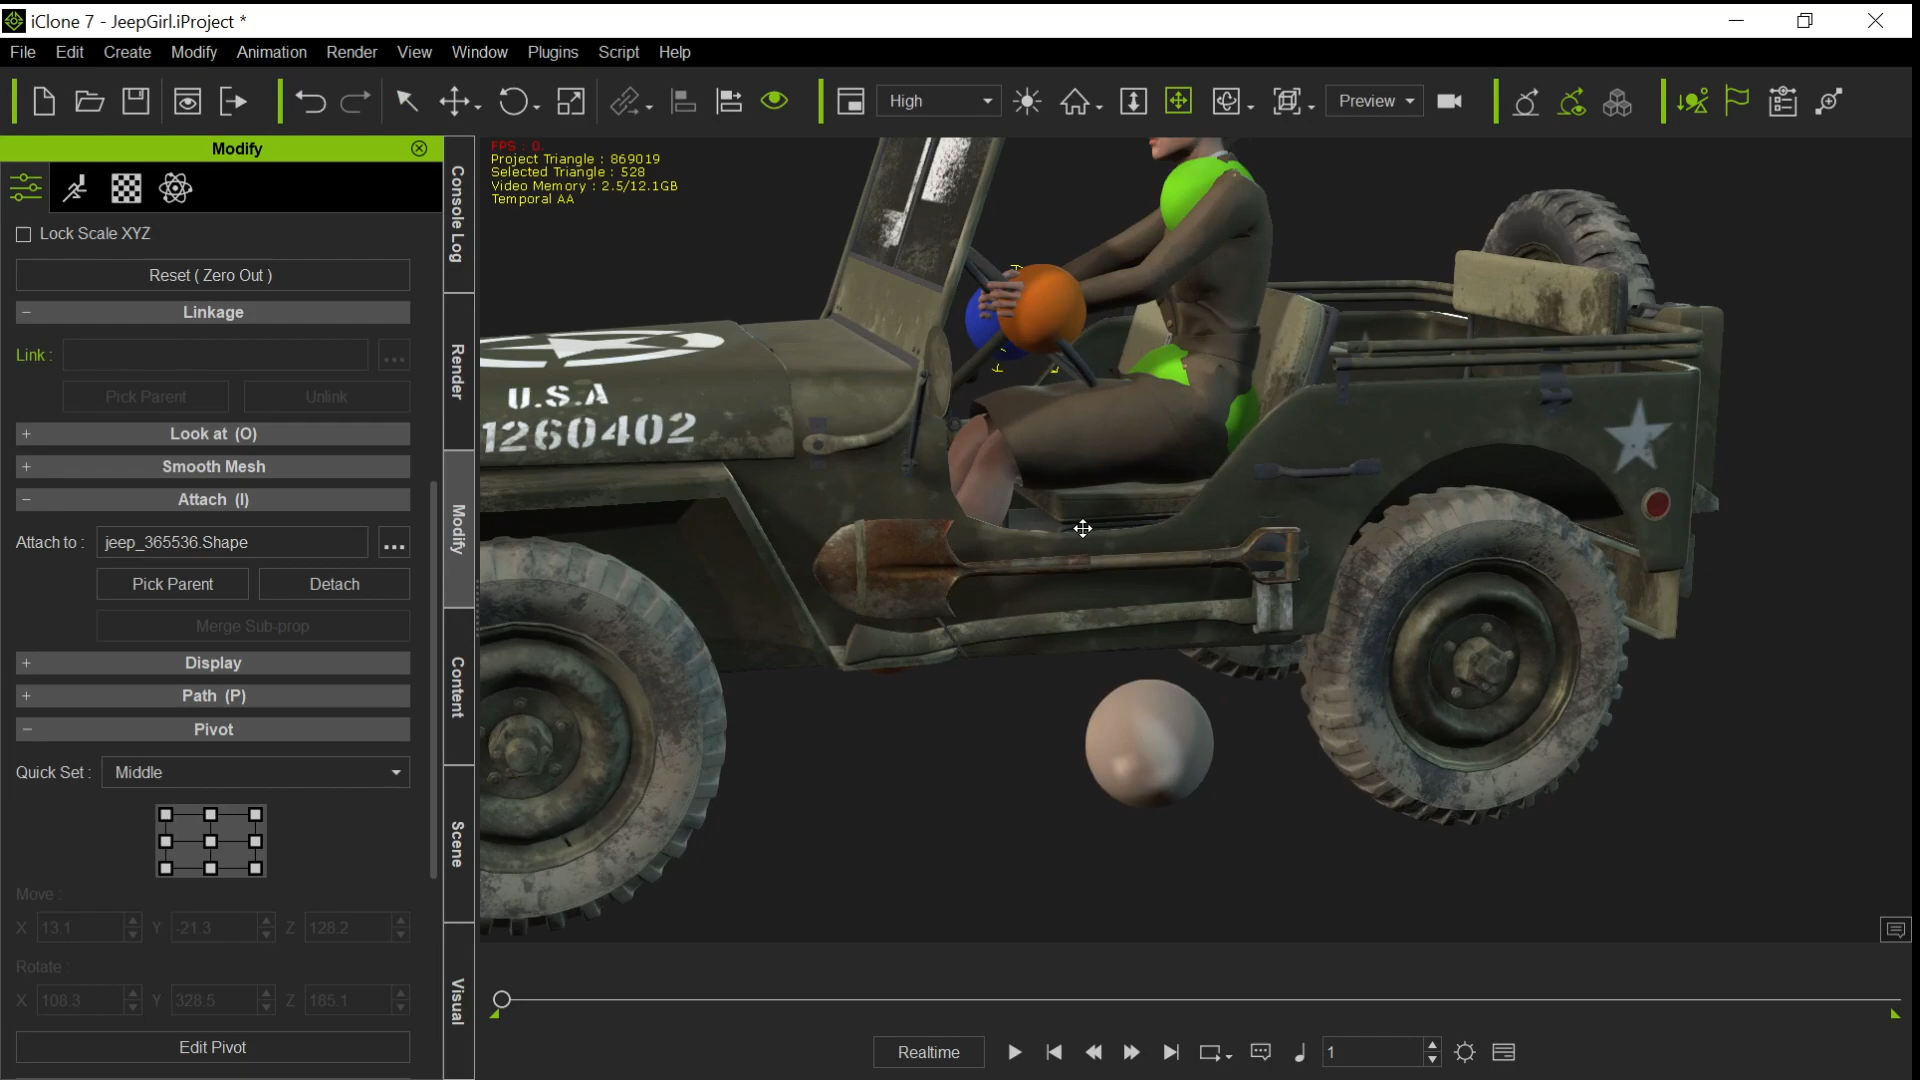 iClone 7 - JeepGirl.iProject *
File Edit Create Modify Animation Render View Window Plugins Script Help
High
Preview
Modify
FPS : 0.
Project Triangle : 869019
Selected Triangle : 528
Video Memory : 2.5/12.1GB
Temporal AA
Console Log
Render
Modify
Content
Scene
Visual
Lock Scale XYZ
Reset ( Zero Out )
− Linkage
Link :
...
Pick Parent Unlink
+ Look at (O)
+ Smooth Mesh
− Attach (I)
Attach to : jeep_365536.Shape ...
Pick Parent Detach
Merge Sub-prop
+ Display
+ Path (P)
− Pivot
Quick Set : Middle
Move :
X 13.1 Y -21.3 Z 128.2
Rotate :
X 108.3 Y 328.5 Z 185.1
Edit Pivot
U.S.A
1260402
Realtime
1